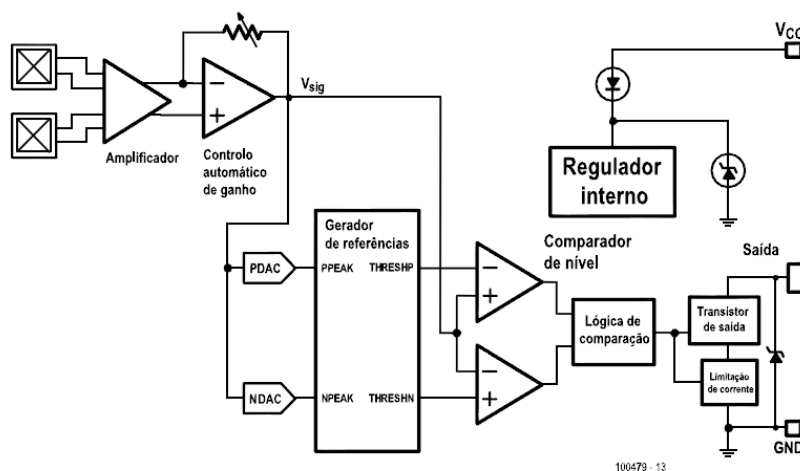 V_CC
V_sig
Amplificador
Controlo
automático
de ganho
−
+
Regulador
interno
Gerador
de referências
PDAC
PPEAK
THRESHP
NDAC
NPEAK
THRESHN
Comparador
de nível
−
+
−
+
Lógica de
comparação
Saída
Transistor
de saída
Limitação
de corrente
GND
100479 - 13